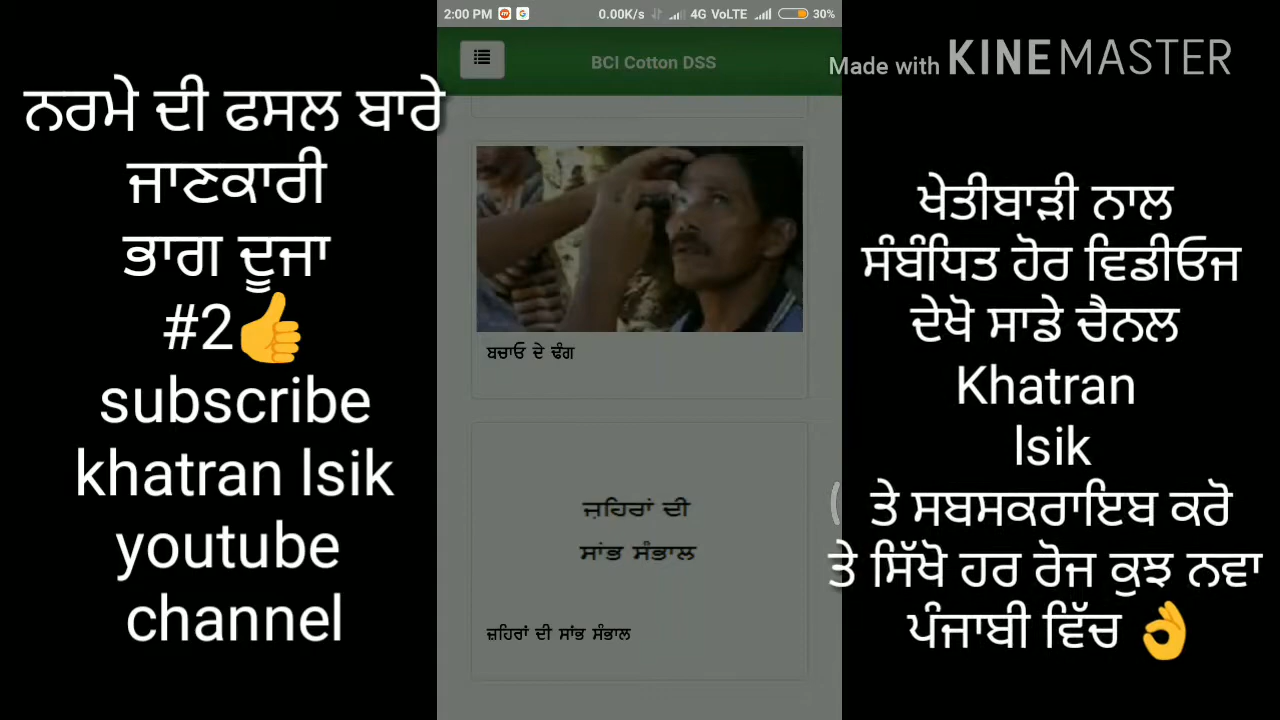 2:00 PM 0.00K/s 4G VoLTE 30%
BCI Cotton DSS
Made with KINEMASTER
ਨਰਮੇ ਦੀ ਫਸਲ ਬਾਰੇ
ਜਾਣਕਾਰੀ
ਭਾਗ ਦੂਜਾ
#2👍
subscribe
khatran lsik
youtube
channel
ਬਚਾਓ ਦੇ ਢੰਗ
ਜ਼ਹਿਰਾਂ ਦੀ
ਸਾਂਭ ਸੰਭਾਲ
ਜ਼ਹਿਰਾਂ ਦੀ ਸਾਂਭ ਸੰਭਾਲ
ਖੇਤੀਬਾੜੀ ਨਾਲ
ਸੰਬੰਧਿਤ ਹੋਰ ਵਿਡੀਓਜ
ਦੇਖੋ ਸਾਡੇ ਚੈਨਲ
Khatran
lsik
ਤੇ ਸਬਸਕਰਾਇਬ ਕਰੋ
ਤੇ ਸਿੱਖੋ ਹਰ ਰੋਜ ਕੁਝ ਨਵਾ
ਪੰਜਾਬੀ ਵਿੱਚ 👌